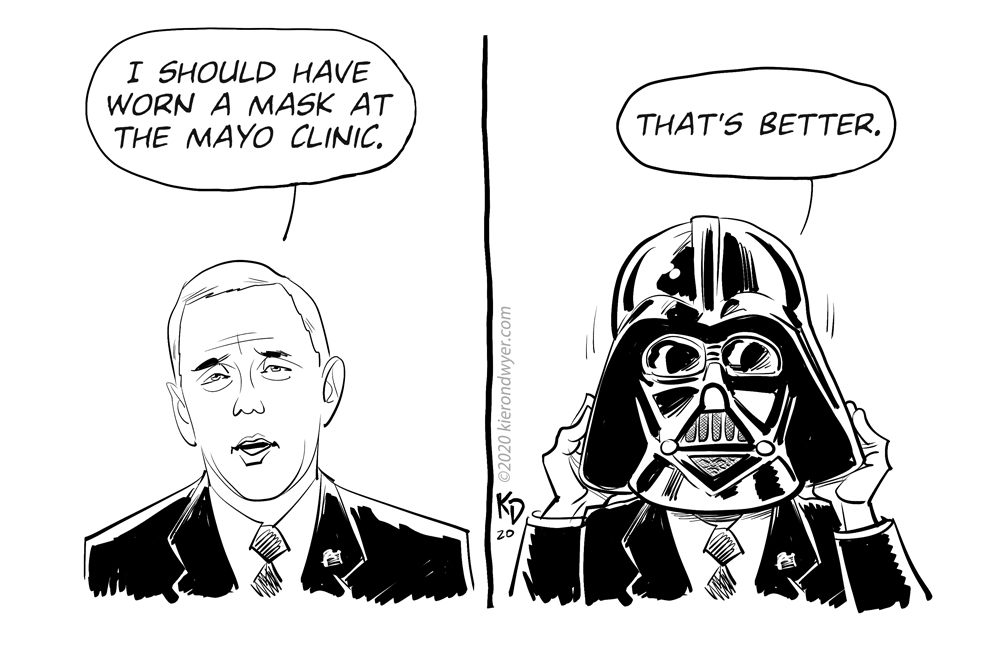 I SHOULD HAVE
WORN A MASK AT
THE MAYO CLINIC.
THAT'S BETTER.
©2020 kierondwyer.com
KD
20